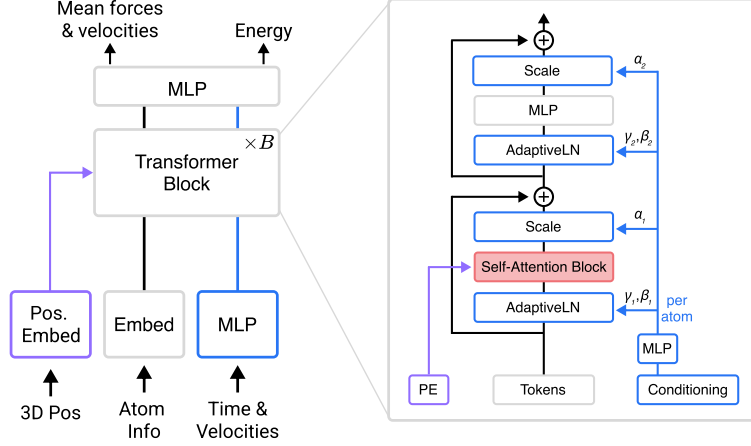 Mean forces
& velocities
Energy
MLP
×B
Transformer
Block
Pos.
Embed
Embed
MLP
3D Pos
Atom
Info
Time &
Velocities
Scale
α₂
MLP
AdaptiveLN
γ₂,β₂
Scale
α₁
Self-Attention Block
AdaptiveLN
γ₁,β₁
per
atom
MLP
PE
Tokens
Conditioning